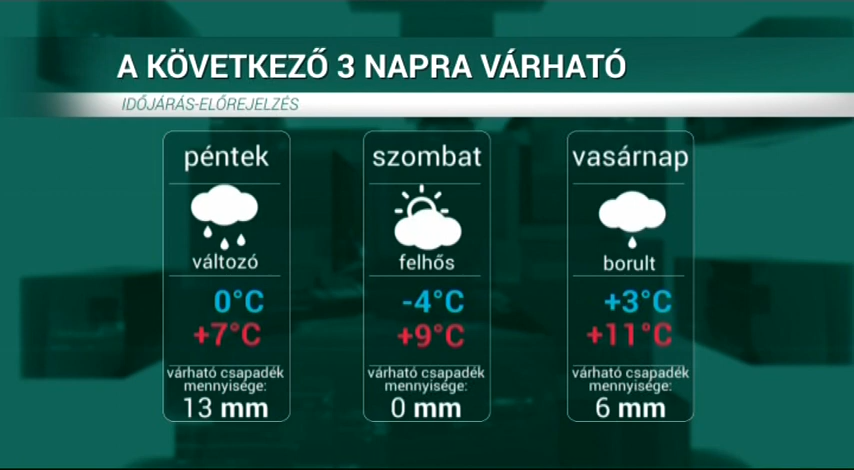 A KÖVETKEZŐ 3 NAPRA VÁRHATÓ
IDŐJÁRÁS-ELŐREJELZÉS
péntek
változó
0°C
+7°C
várható csapadék
mennyisége:
13 mm
szombat
felhős
-4°C
+9°C
várható csapadék
mennyisége:
0 mm
vasárnap
borult
+3°C
+11°C
várható csapadék
mennyisége:
6 mm